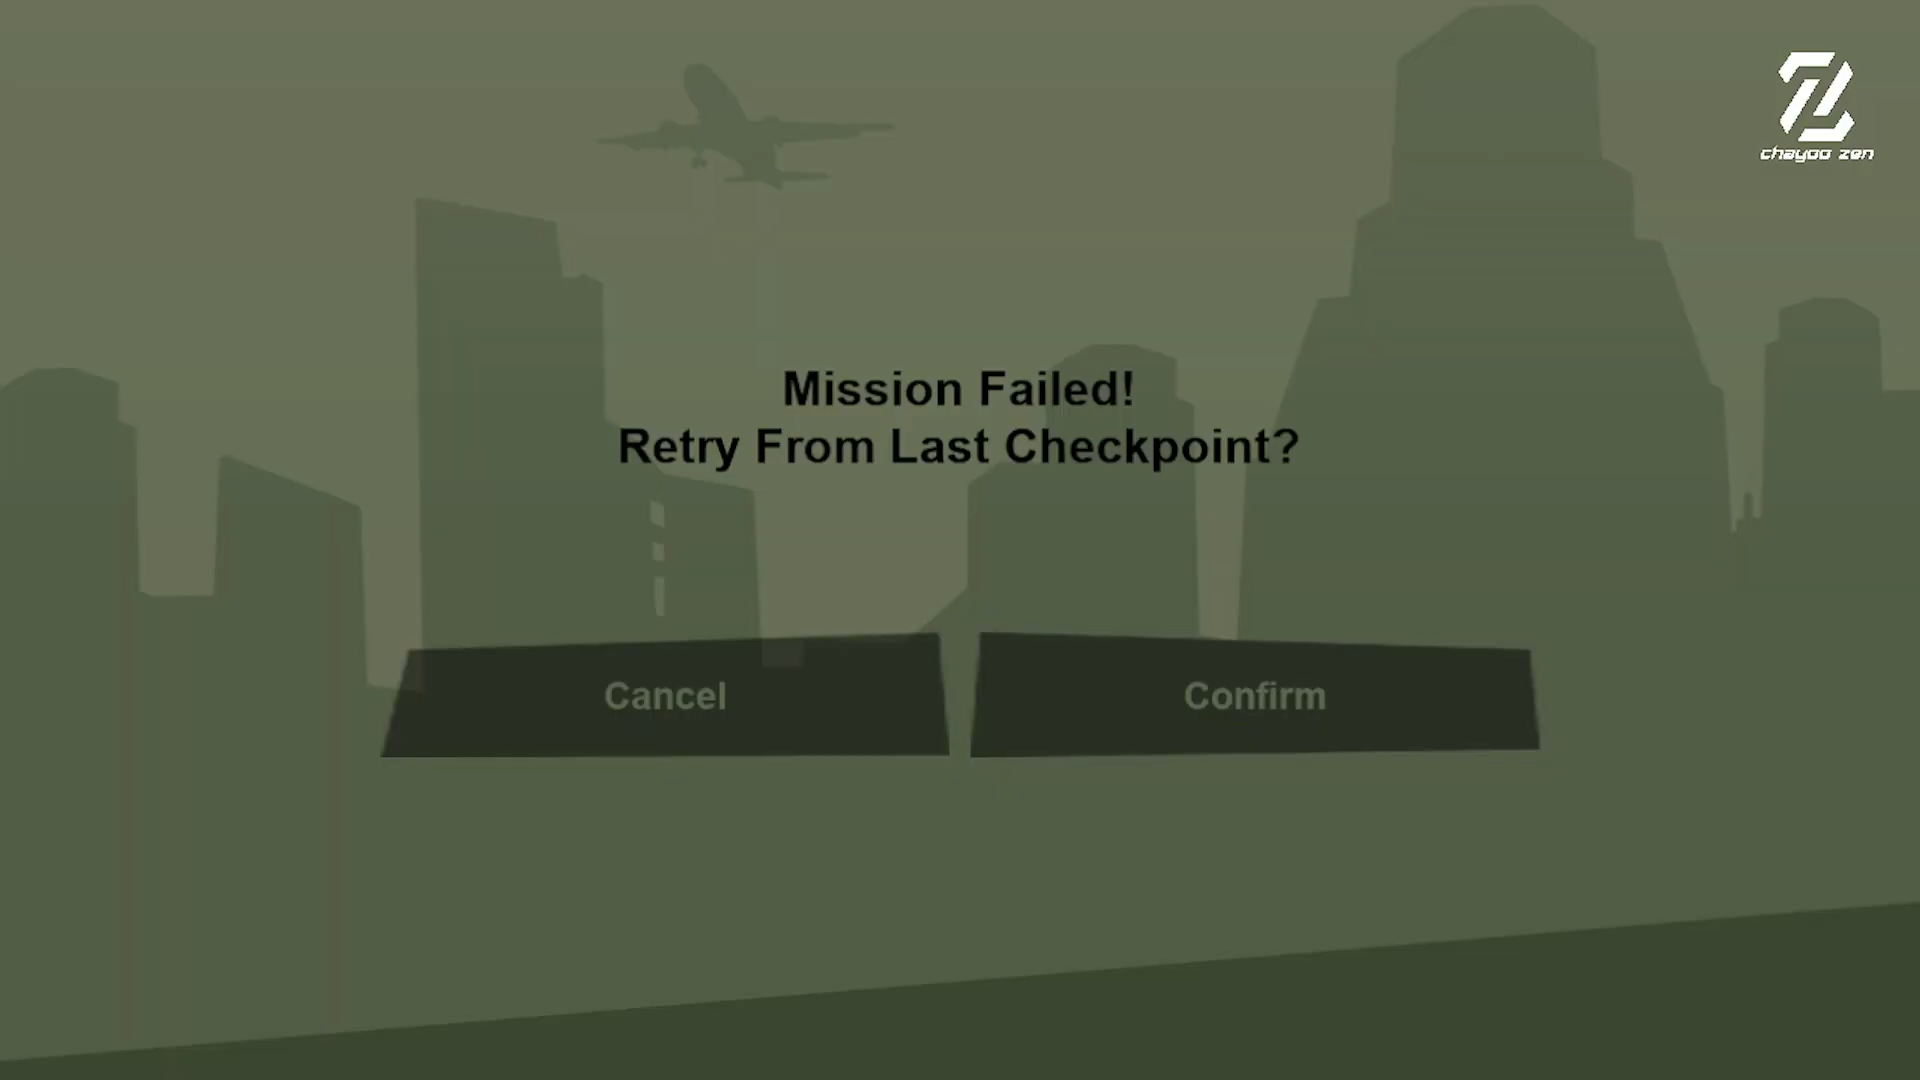 chayoo zen
Mission Failed!
Retry From Last Checkpoint?
Cancel
Confirm